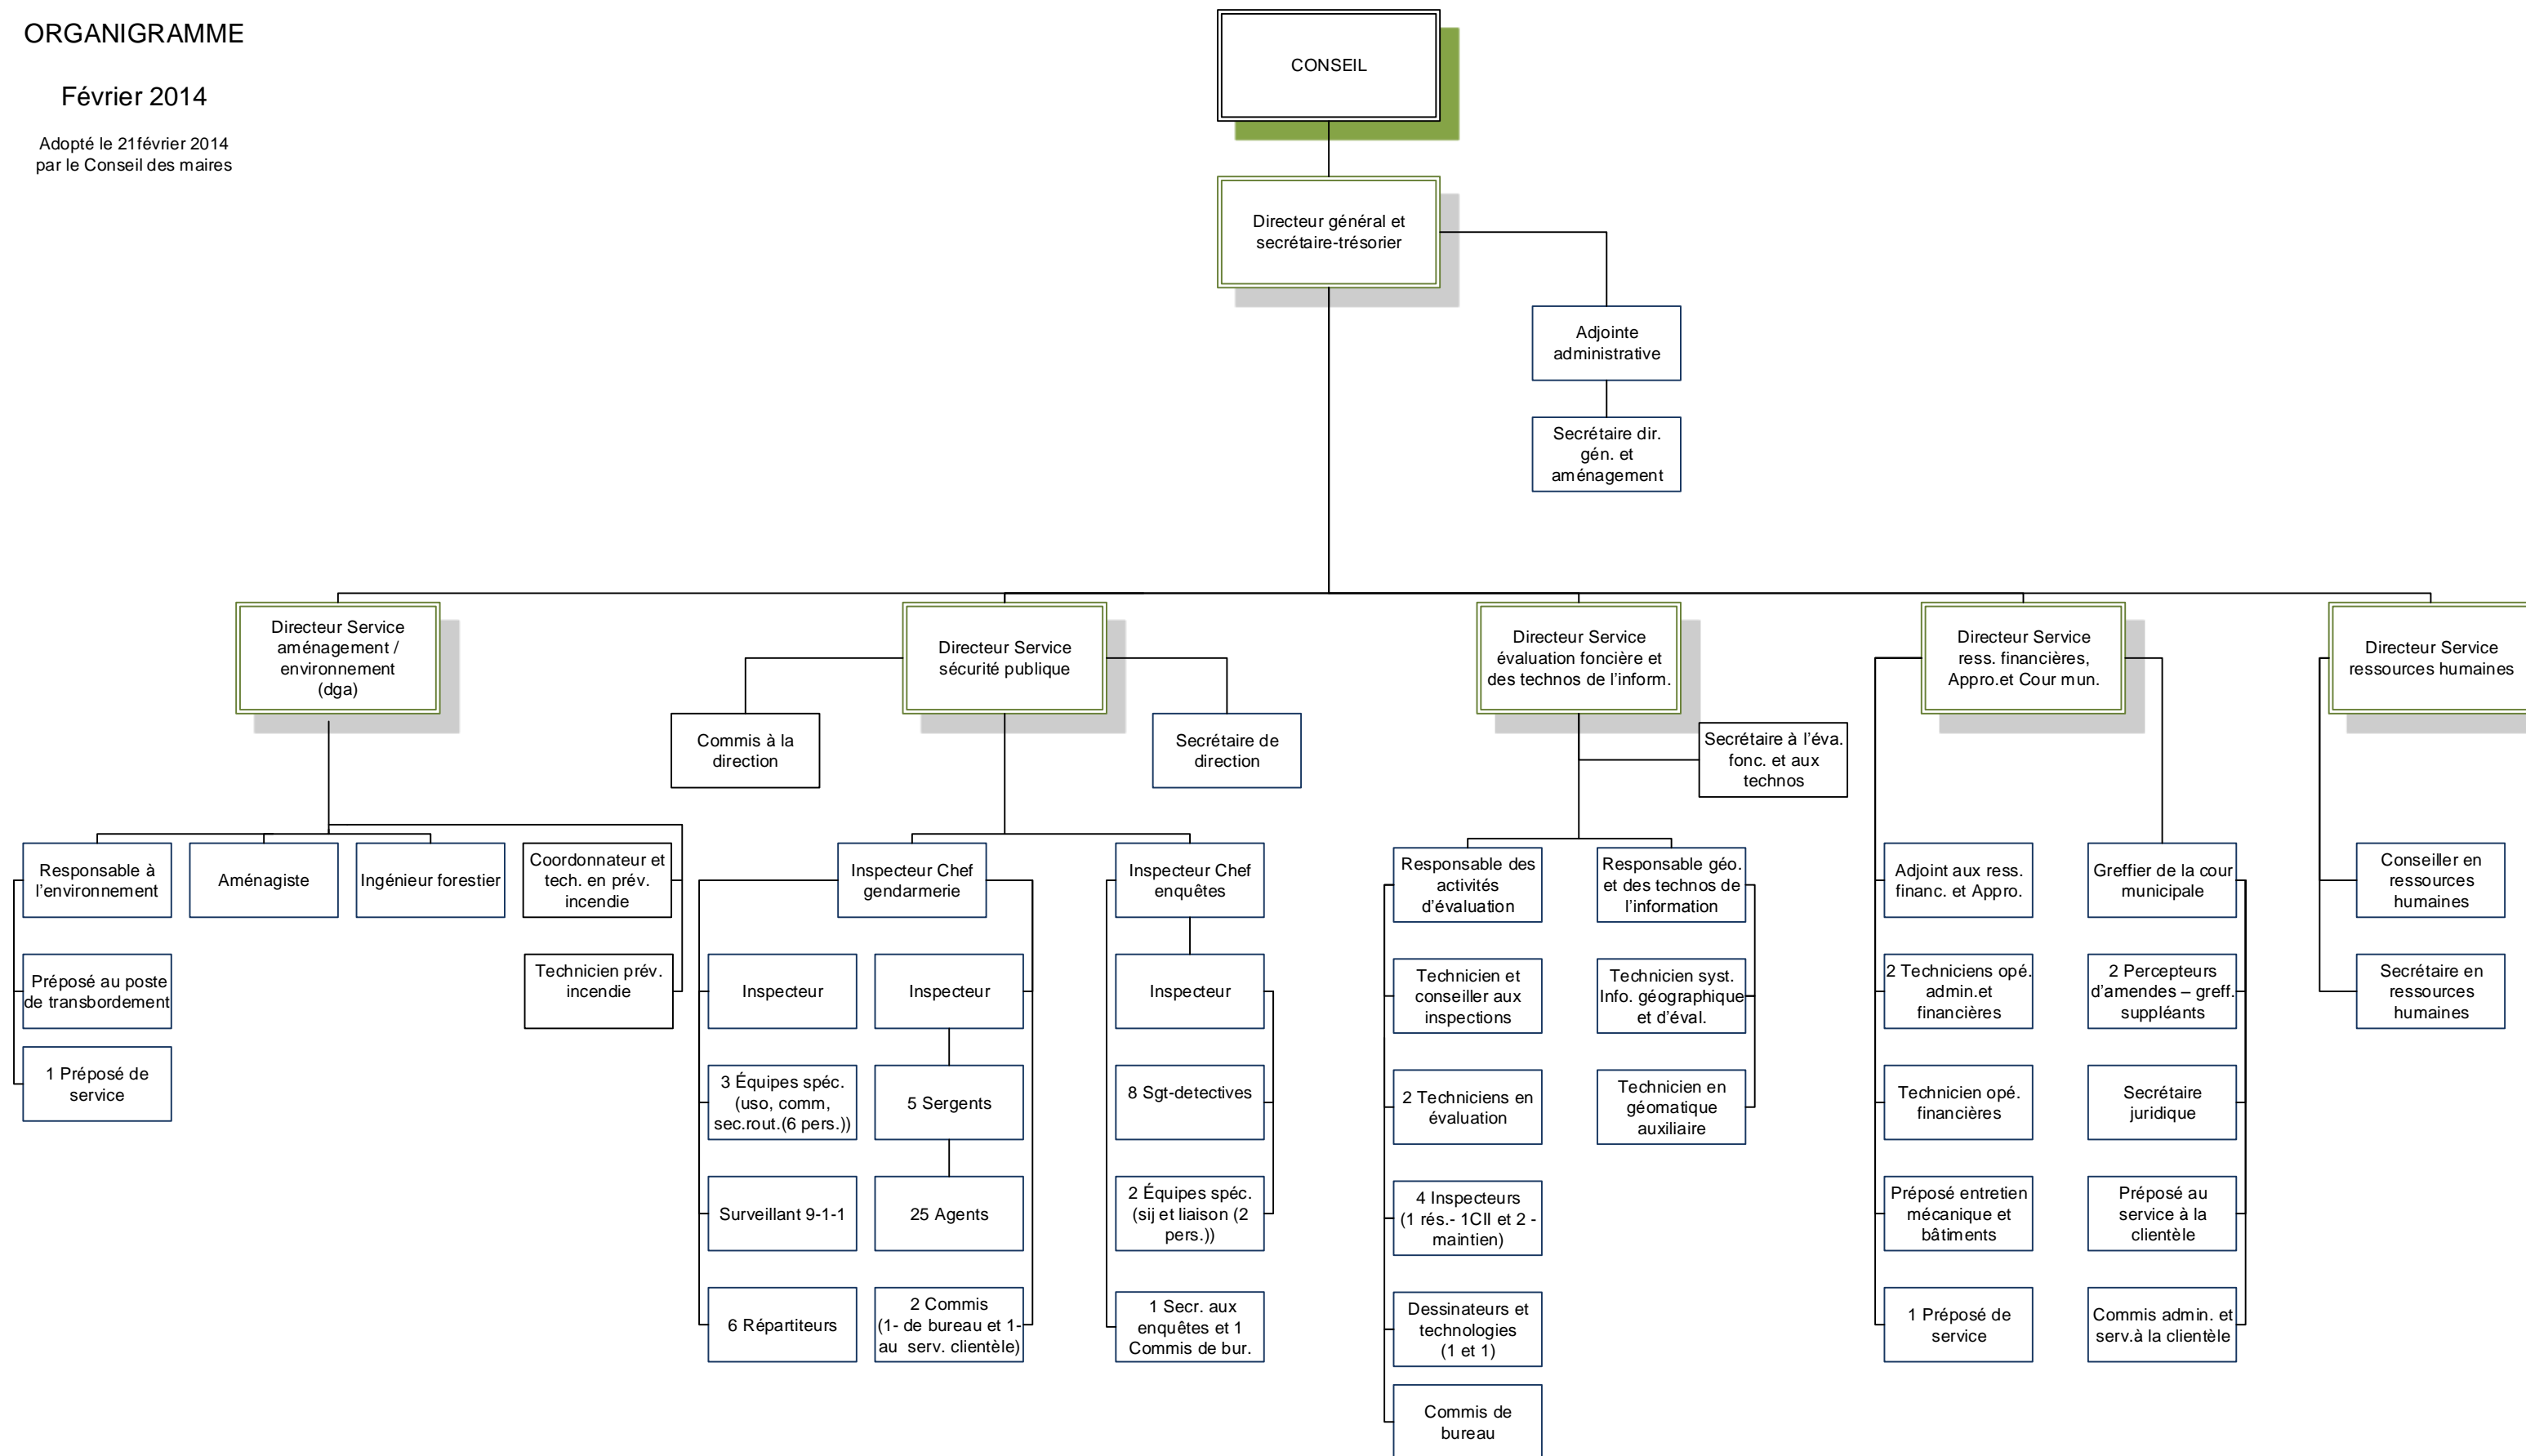 ORGANIGRAMME
Février 2014
Adopté le 21février 2014
par le Conseil des maires
CONSEIL
Directeur général et
secrétaire-trésorier
Adjointe
administrative
Secrétaire dir.
gén. et
aménagement
Directeur Service
aménagement /
environnement
(dga)
Directeur Service
sécurité publique
Directeur Service
évaluation foncière et
des technos de l'inform.
Directeur Service
ress. financières,
Appro.et Cour mun.
Directeur Service
ressources humaines
Commis à la
direction
Secrétaire de
direction
Secrétaire à l'éva.
fonc. et aux
technos
Responsable à
l'environnement
Aménagiste
Ingénieur forestier
Coordonnateur et
tech. en prév.
incendie
Inspecteur Chef
gendarmerie
Inspecteur Chef
enquêtes
Responsable des
activités
d'évaluation
Responsable géo.
et des technos de
l'information
Adjoint aux ress.
financ. et Appro.
Greffier de la cour
municipale
Conseiller en
ressources
humaines
Préposé au poste
de transbordement
Technicien prév.
incendie
Inspecteur
Inspecteur
Inspecteur
Technicien et
conseiller aux
inspections
Technicien syst.
Info. géographique
et d'éval.
2 Techniciens opé.
admin.et
financières
2 Percepteurs
d'amendes – greff.
suppléants
Secrétaire en
ressources
humaines
1 Préposé de
service
3 Équipes spéc.
(uso, comm,
sec.rout.(6 pers.))
5 Sergents
8 Sgt-detectives
2 Techniciens en
évaluation
Technicien en
géomatique
auxiliaire
Technicien opé.
financières
Secrétaire
juridique
Surveillant 9-1-1
25 Agents
2 Équipes spéc.
(sij et liaison (2
pers.))
4 Inspecteurs
(1 rés.- 1CII et 2 -
maintien)
Préposé entretien
mécanique et
bâtiments
Préposé au
service à la
clientèle
6 Répartiteurs
2 Commis
(1- de bureau et 1-
au serv. clientèle)
1 Secr. aux
enquêtes et 1
Commis de bur.
Dessinateurs et
technologies
(1 et 1)
1 Préposé de
service
Commis admin. et
serv.à la clientèle
Commis de
bureau